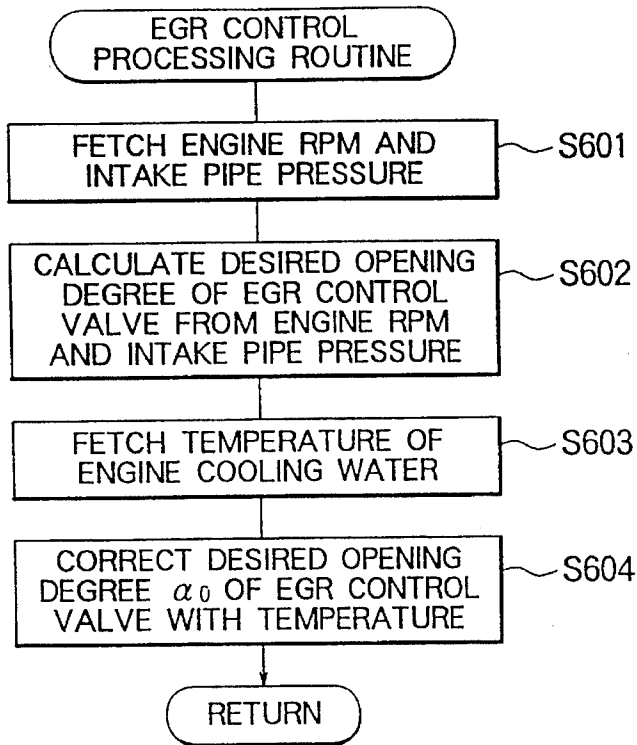 EGR CONTROL
PROCESSING ROUTINE
FETCH ENGINE RPM AND
INTAKE PIPE PRESSURE
S601
CALCULATE DESIRED OPENING
DEGREE OF EGR CONTROL
VALVE FROM ENGINE RPM
AND INTAKE PIPE PRESSURE
S602
FETCH TEMPERATURE OF
ENGINE COOLING WATER
S603
CORRECT DESIRED OPENING
DEGREE α0 OF EGR CONTROL
VALVE WITH TEMPERATURE
S604
RETURN